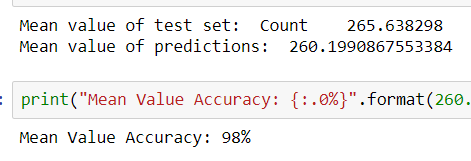 Mean value of test set:  Count    265.638298
Mean value of predictions:  260.1990867553384
: print("Mean Value Accuracy: {:.0%}".format(260.
Mean Value Accuracy: 98%